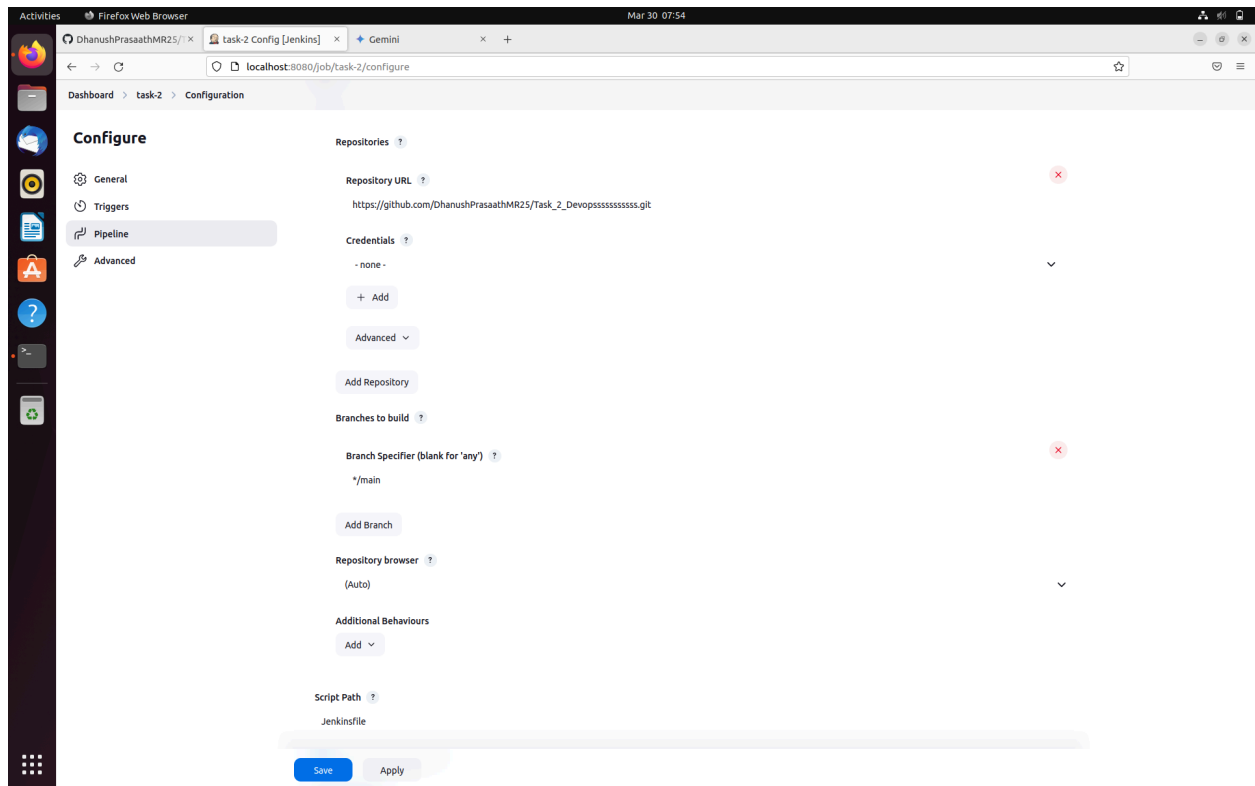 Activities Firefox Web Browser Mar 30 07:54
DhanushPrasaathMR25/T × task-2 Config [Jenkins] × Gemini × +
localhost:8080/job/task-2/configure
Dashboard > task-2 > Configuration
Configure
General
Triggers
Pipeline
Advanced
Repositories ?
Repository URL ?
https://github.com/DhanushPrasaathMR25/Task_2_Devopsssssssssss.git
Credentials ?
- none -
+ Add
Advanced
Add Repository
Branches to build ?
Branch Specifier (blank for 'any') ?
*/main
Add Branch
Repository browser ?
(Auto)
Additional Behaviours
Add
Script Path ?
Jenkinsfile
Save Apply